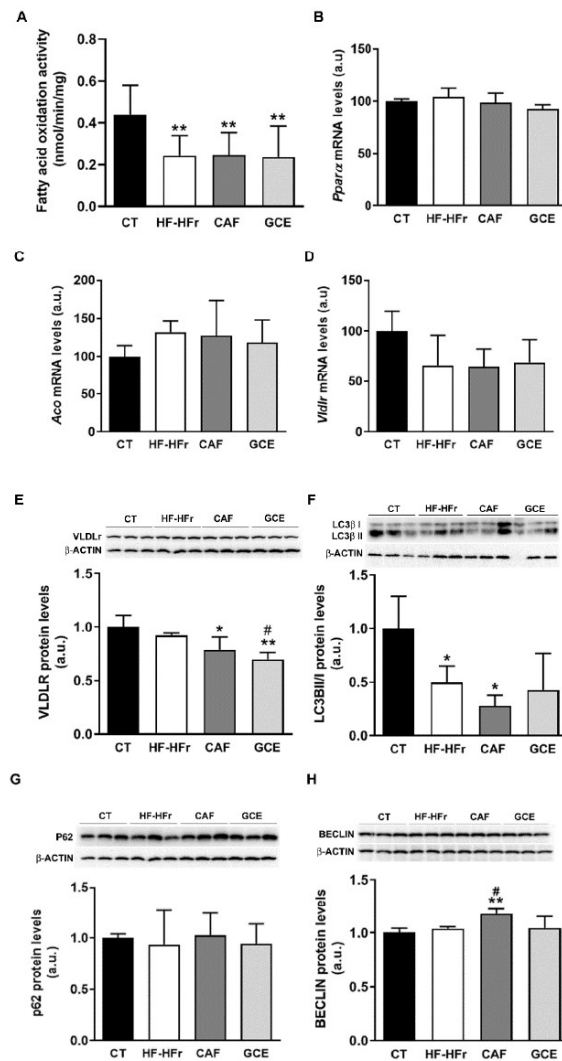 A
Fatty acid oxidation activity
(nmol/min/mg)
0.8
0.6
0.4
0.2
0.0
** ** **
CT HF-HFr CAF GCE
B
Pparα mRNA levels (a.u)
150
100
50
0
CT HF-HFr CAF GCE
C
Aco mRNA levels (a.u.)
200
150
100
50
0
CT HF-HFr CAF GCE
D
Vldlr mRNA levels (a.u)
150
100
50
0
CT HF-HFr CAF GCE
E
CT HF-HFr CAF GCE
VLDLr
β-ACTIN
VLDLR protein levels
(a.u.)
1.5
1.0
0.5
0.0
#
* **
CT HF-HFr CAF GCE
F
CT HF-HFr CAF GCE
LC3β I
LC3β II
β-ACTIN
LC3BII/I protein levels
(a.u.)
1.5
1.0
0.5
0.0
* *
CT HF-HFr CAF GCE
G
CT HF-HFr CAF GCE
P62
β-ACTIN
p62 protein levels
(a.u.)
1.5
1.0
0.5
0.0
CT HF-HFr CAF GCE
H
CT HF-HFr CAF GCE
BECLIN
β-ACTIN
BECLIN protein levels
(a.u.)
1.5
1.0
0.5
0.0
#
**
CT HF-HFr CAF GCE